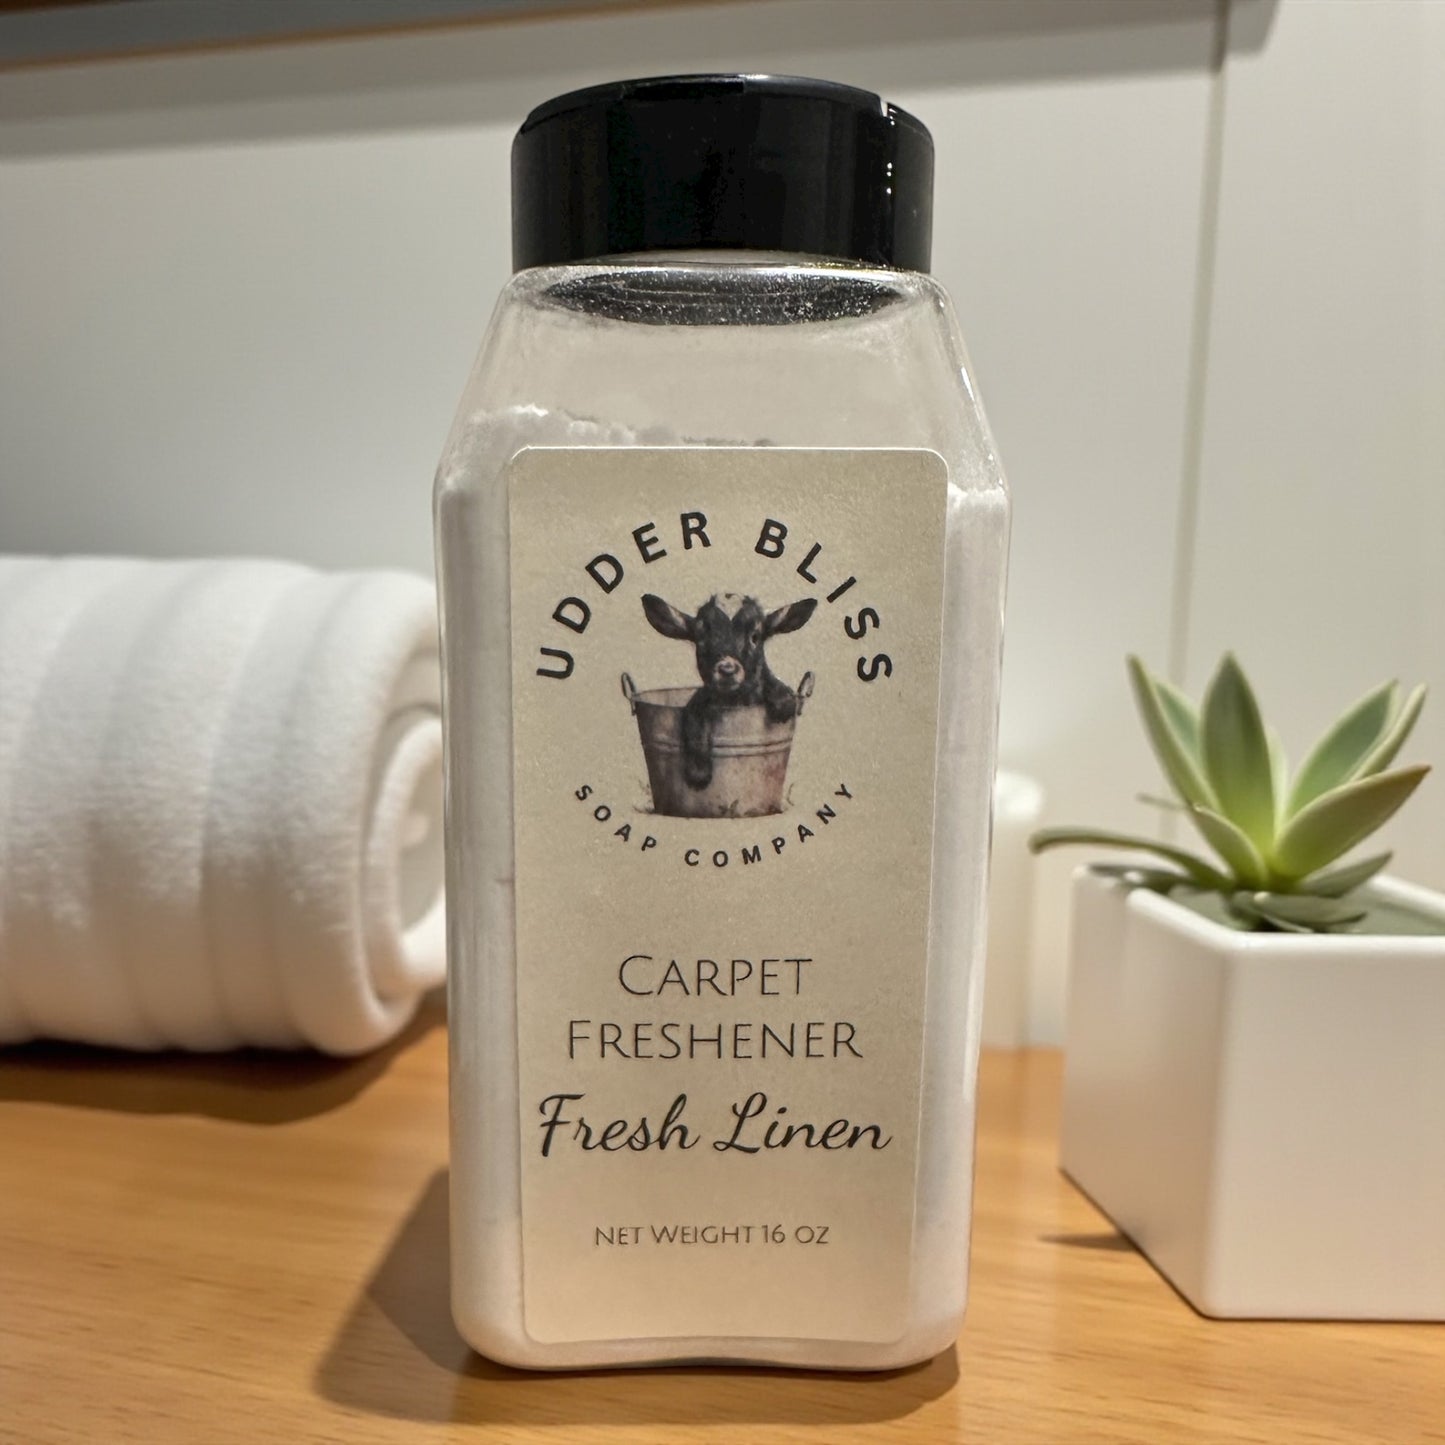 UDDER BLISS
SOAP COMPANY
CARPET
FRESHENER
Fresh Linen
NET WEIGHT 16 OZ